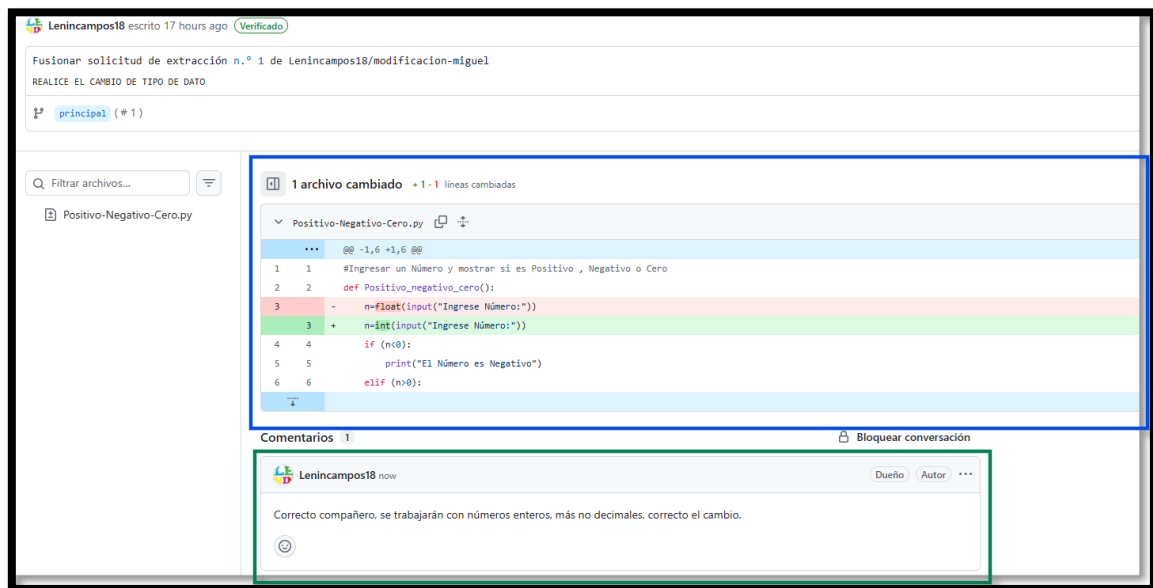 Lenincampos18 escrito 17 hours ago Verificado
Fusionar solicitud de extracción n.º 1 de Lenincampos18/modificacion-miguel
REALICE EL CAMBIO DE TIPO DE DATO
principal (#1)
Filtrar archivos...
Positivo-Negativo-Cero.py
1 archivo cambiado +1-1 líneas cambiadas
Positivo-Negativo-Cero.py
... @@ -1,6 +1,6 @@
1 1 #Ingresar un Número y mostrar si es Positivo , Negativo o Cero
2 2 def Positivo_negativo_cero():
3 - n=float(input("Ingrese Número:"))
3 + n=int(input("Ingrese Número:"))
4 4 if (n<0):
5 5 print("El Número es Negativo")
6 6 elif (n>0):
Comentarios 1 Bloquear conversación
Lenincampos18 now Dueño Autor ...
Correcto compañero, se trabajarán con números enteros, más no decimales, correcto el cambio.